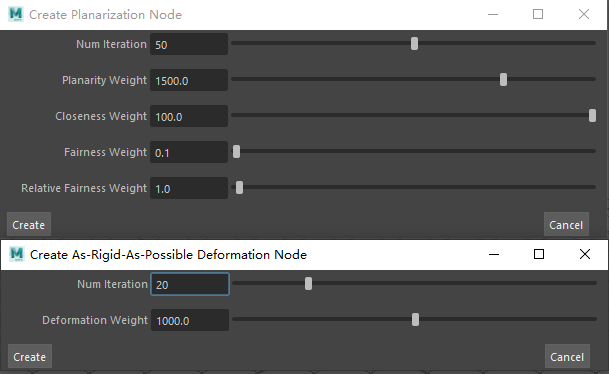 Create Planarization Node
Num Iteration 50
Planarity Weight 1500.0
Closeness Weight 100.0
Fairness Weight 0.1
Relative Fairness Weight 1.0
Create Cancel
Create As-Rigid-As-Possible Deformation Node
Num Iteration 20
Deformation Weight 1000.0
Create Cancel